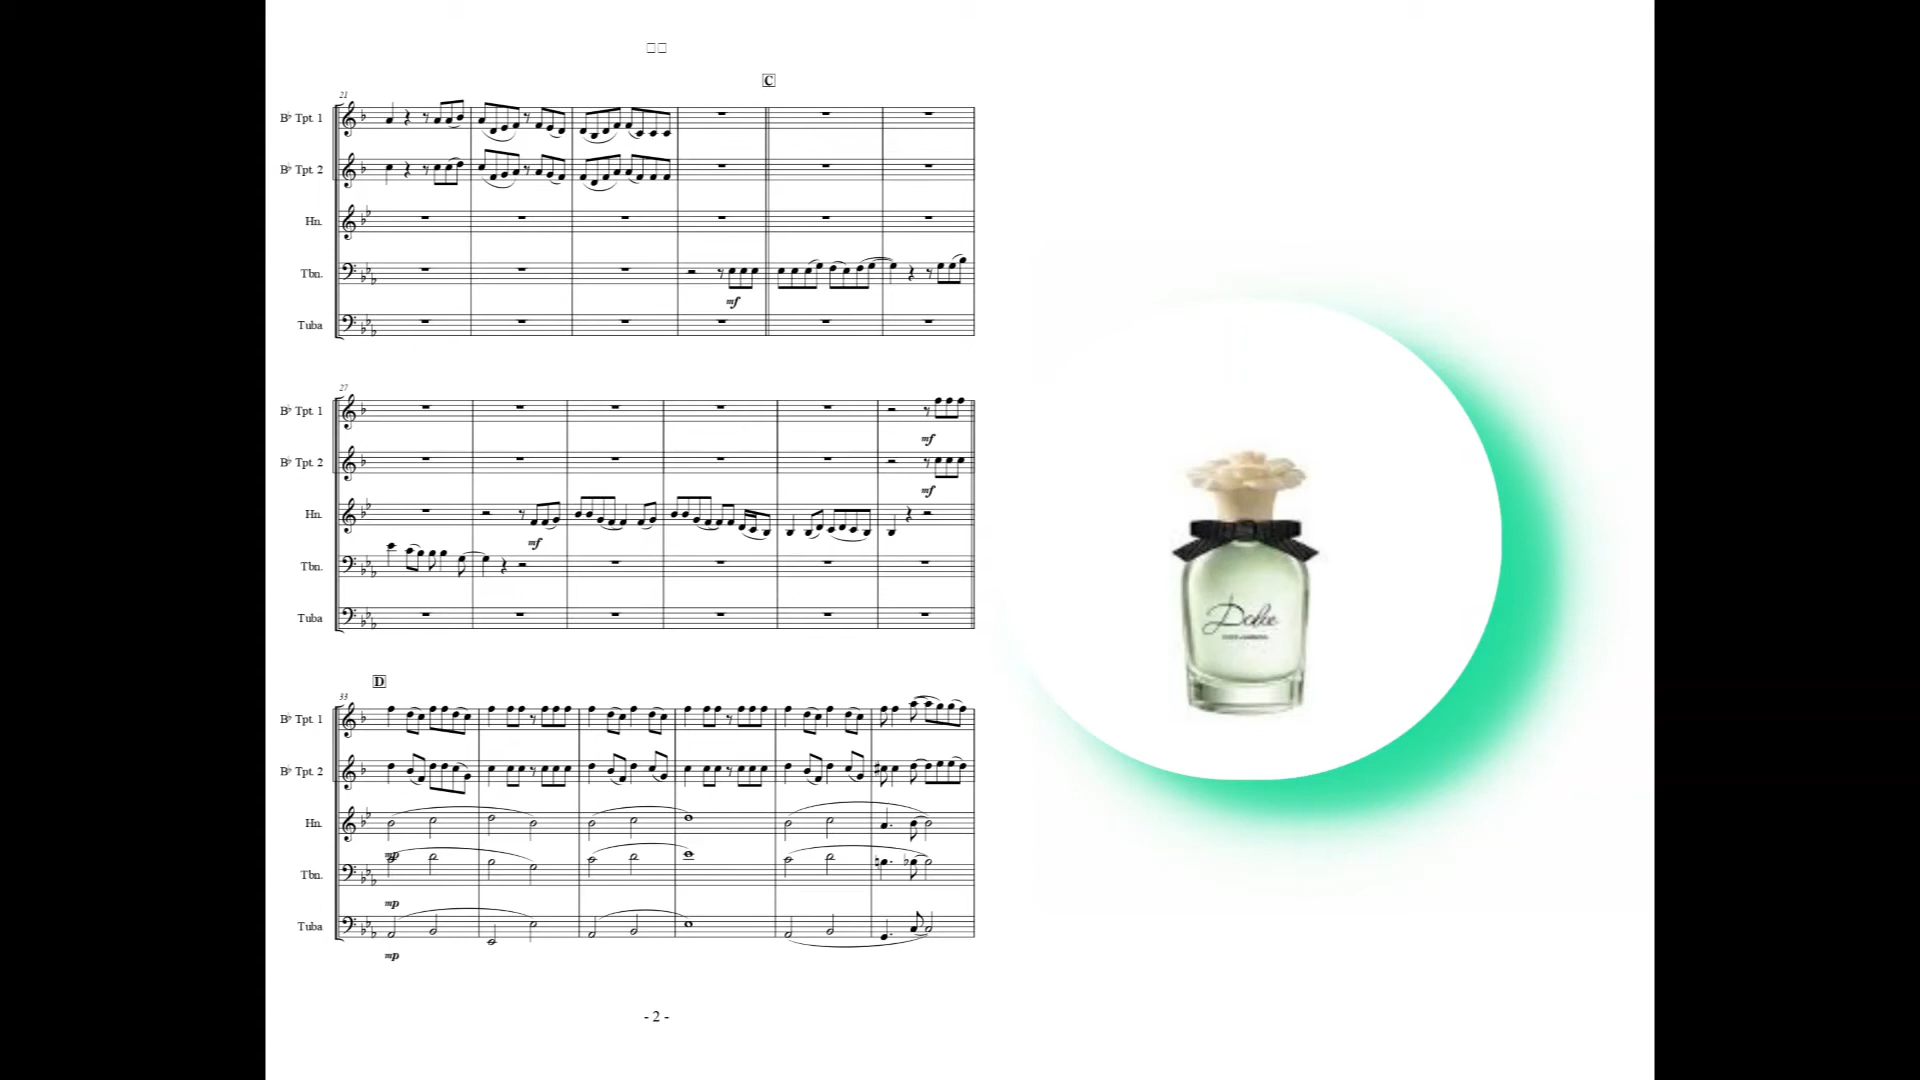 C
21
B♭ Tpt. 1
B♭ Tpt. 2
Hn.
Tbn.
mf
Tuba
27
B♭ Tpt. 1
mf
B♭ Tpt. 2
mf
Hn.
mf
Tbn.
Tuba
D
33
B♭ Tpt. 1
B♭ Tpt. 2
Hn.
mp
Tbn.
mp
Tuba
mp
- 2 -
Dolce